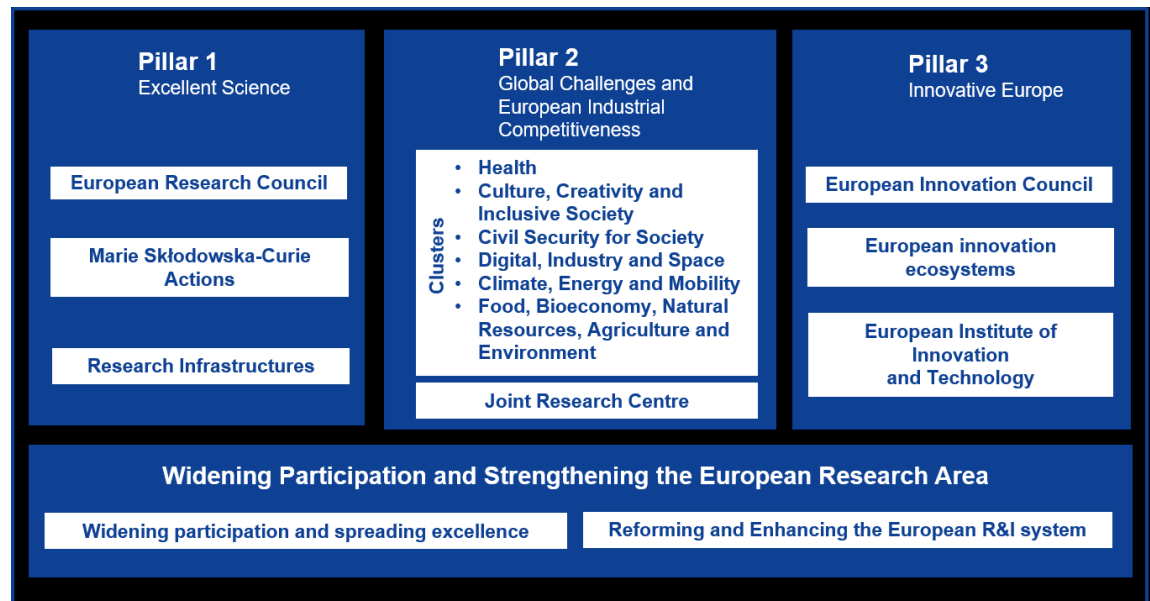 Pillar 1
Excellent Science
European Research Council
Marie Skłodowska-Curie
Actions
Research Infrastructures
Pillar 2
Global Challenges and
European Industrial
Competitiveness
Clusters
• Health
• Culture, Creativity and
Inclusive Society
• Civil Security for Society
• Digital, Industry and Space
• Climate, Energy and Mobility
• Food, Bioeconomy, Natural
Resources, Agriculture and
Environment
Joint Research Centre
Pillar 3
Innovative Europe
European Innovation Council
European innovation
ecosystems
European Institute of
Innovation
and Technology
Widening Participation and Strengthening the European Research Area
Widening participation and spreading excellence
Reforming and Enhancing the European R&I system